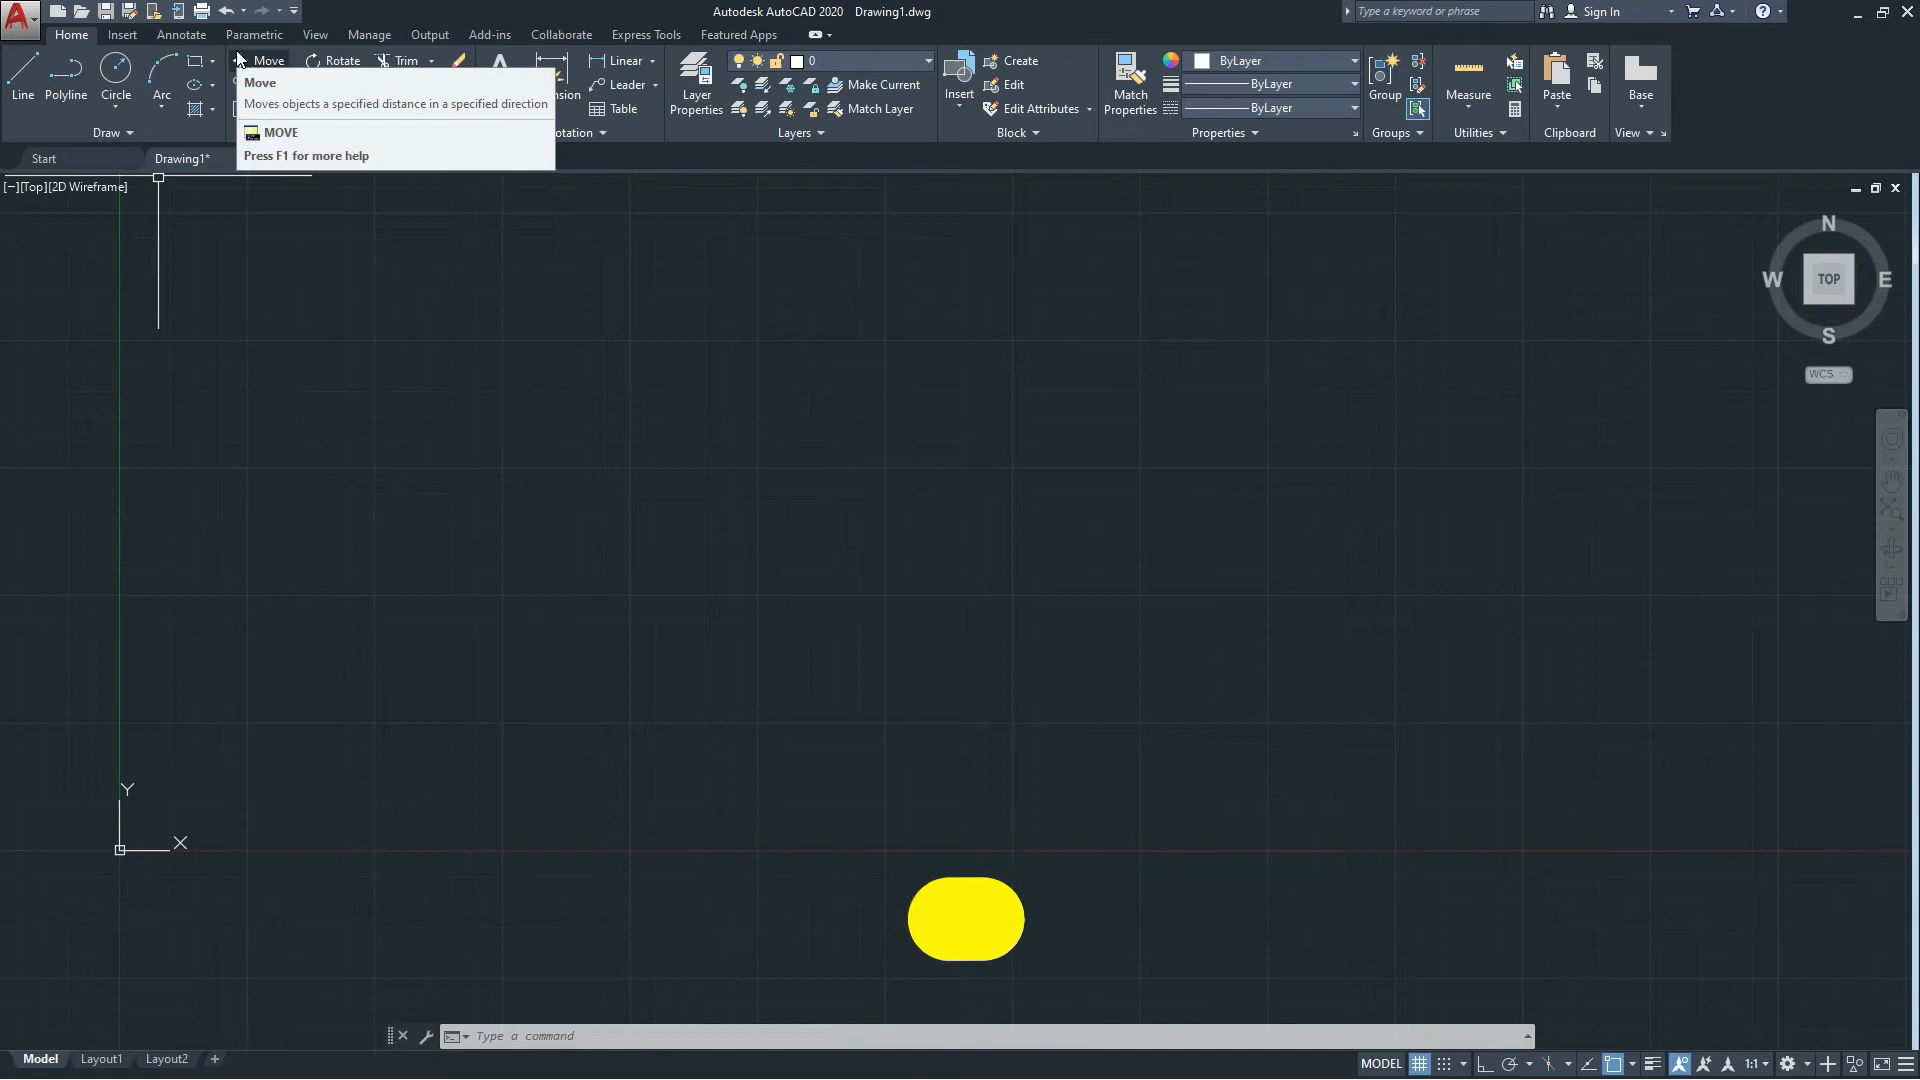 Autodesk AutoCAD 2020 Drawing1.dwg
Type a keyword or phrase
Sign In
Home Insert Annotate Parametric View Manage Output Add-ins Collaborate Express Tools Featured Apps
Line Polyline Circle Arc
Draw
Move Rotate Trim
Linear
Leader
Table
Layer Properties
0
Make Current
Match Layer
Layers
Insert
Create
Edit
Edit Attributes
Block
Match Properties
ByLayer
ByLayer
ByLayer
Properties
Group
Groups
Measure
Utilities
Paste
Clipboard
Base
View
Move
Moves objects a specified distance in a specified direction
MOVE
Press F1 for more help
Start Drawing1*
[−][Top][2D Wireframe]
N
W TOP E
S
WCS
Y
X
Type a command
Model Layout1 Layout2 +
MODEL 1:1